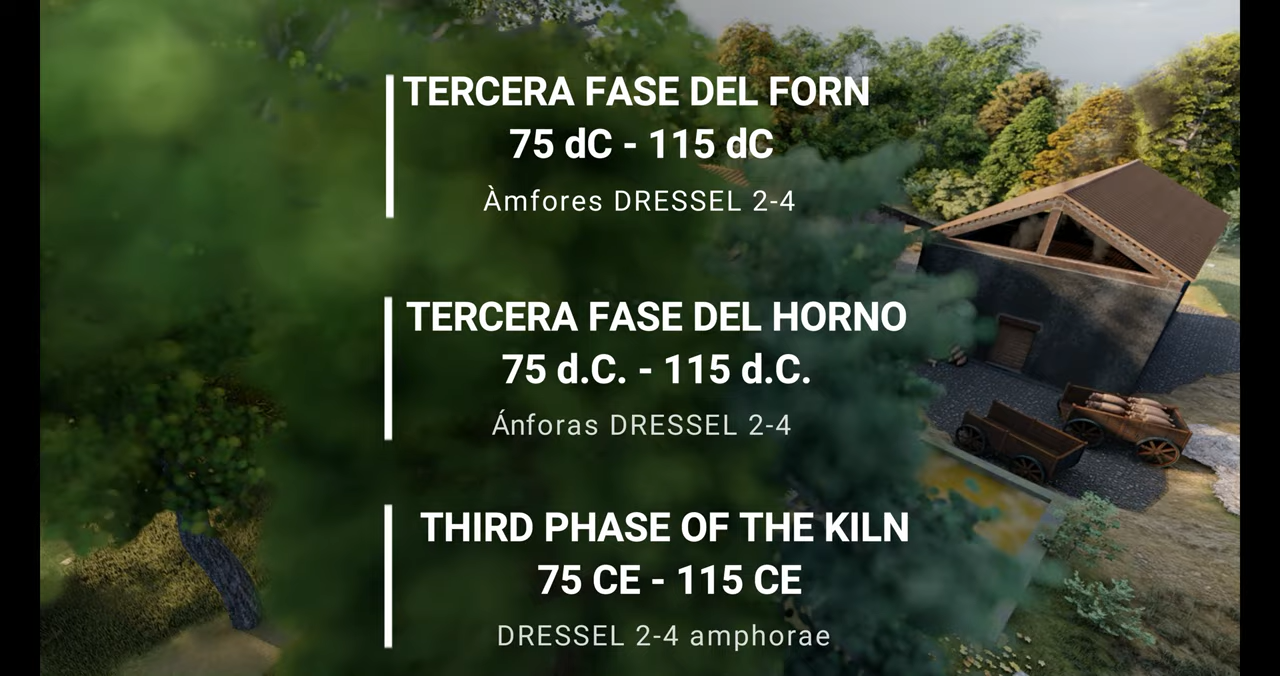 TERCERA FASE DEL FORN
75 dC - 115 dC
Àmfores DRESSEL 2-4
TERCERA FASE DEL HORNO
75 d.C. - 115 d.C.
Ánforas DRESSEL 2-4
THIRD PHASE OF THE KILN
75 CE - 115 CE
DRESSEL 2-4 amphorae